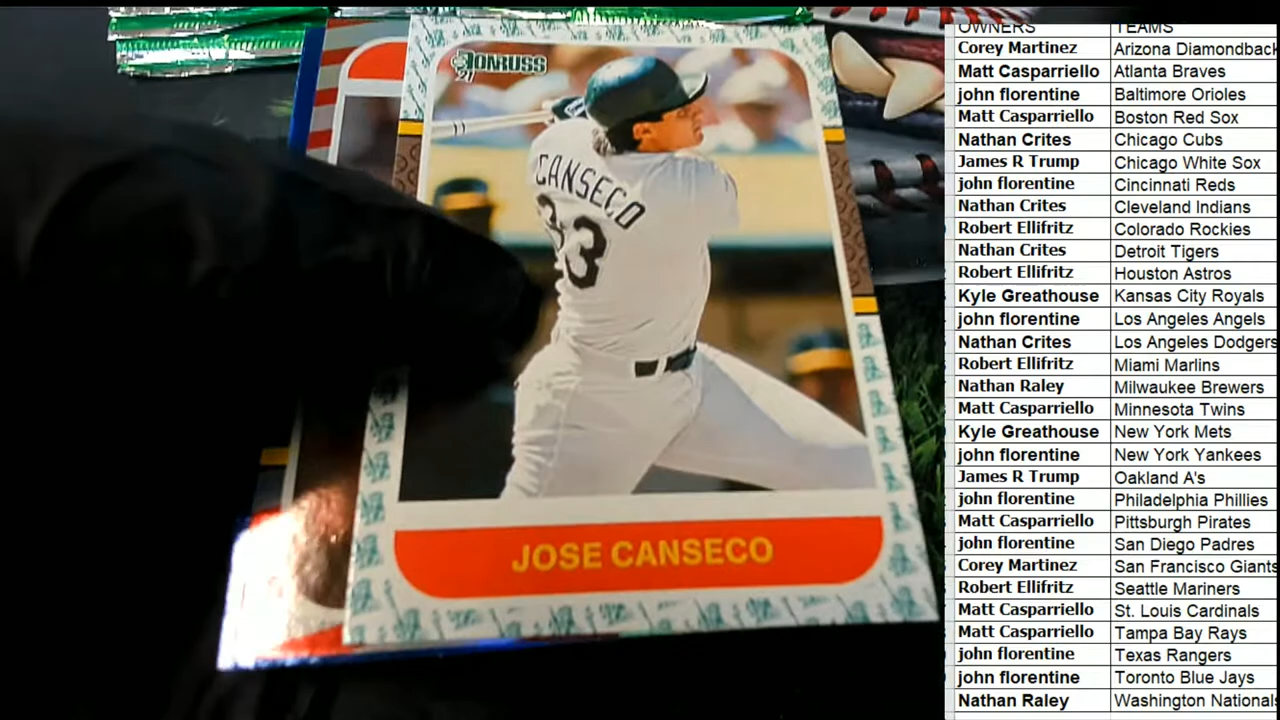 DONRUSS
21
CANSECO
33
JOSE CANSECO
OWNERS TEAMS
Corey Martinez Arizona Diamondback
Matt Casparriello Atlanta Braves
john florentine Baltimore Orioles
Matt Casparriello Boston Red Sox
Nathan Crites Chicago Cubs
James R Trump Chicago White Sox
john florentine Cincinnati Reds
Nathan Crites Cleveland Indians
Robert Ellifritz Colorado Rockies
Nathan Crites Detroit Tigers
Robert Ellifritz Houston Astros
Kyle Greathouse Kansas City Royals
john florentine Los Angeles Angels
Nathan Crites Los Angeles Dodgers
Robert Ellifritz Miami Marlins
Nathan Raley Milwaukee Brewers
Matt Casparriello Minnesota Twins
Kyle Greathouse New York Mets
john florentine New York Yankees
James R Trump Oakland A's
john florentine Philadelphia Phillies
Matt Casparriello Pittsburgh Pirates
john florentine San Diego Padres
Corey Martinez San Francisco Giants
Robert Ellifritz Seattle Mariners
Matt Casparriello St. Louis Cardinals
Matt Casparriello Tampa Bay Rays
john florentine Texas Rangers
john florentine Toronto Blue Jays
Nathan Raley Washington Nationals